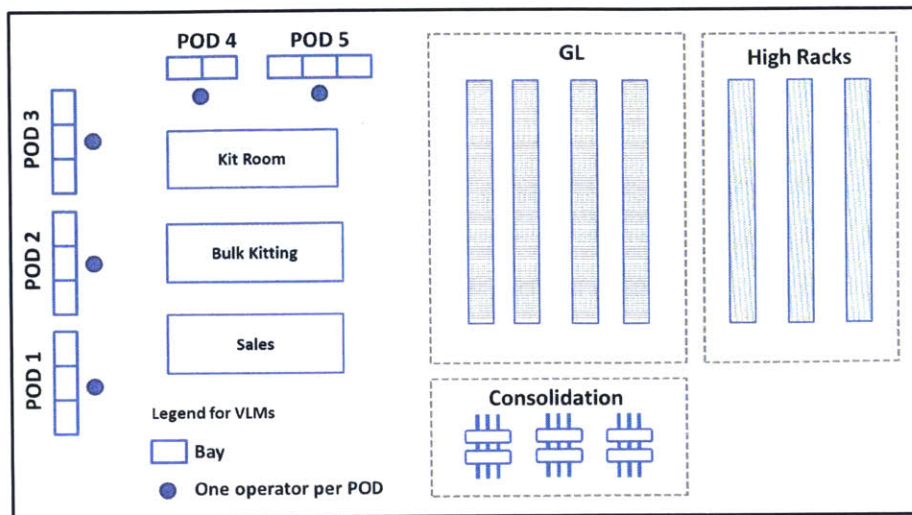 POD 4
POD 5
GL
High Racks
POD 3
Kit Room
POD 2
Bulk Kitting
POD 1
Sales
Consolidation
Legend for VLMs
Bay
One operator per POD